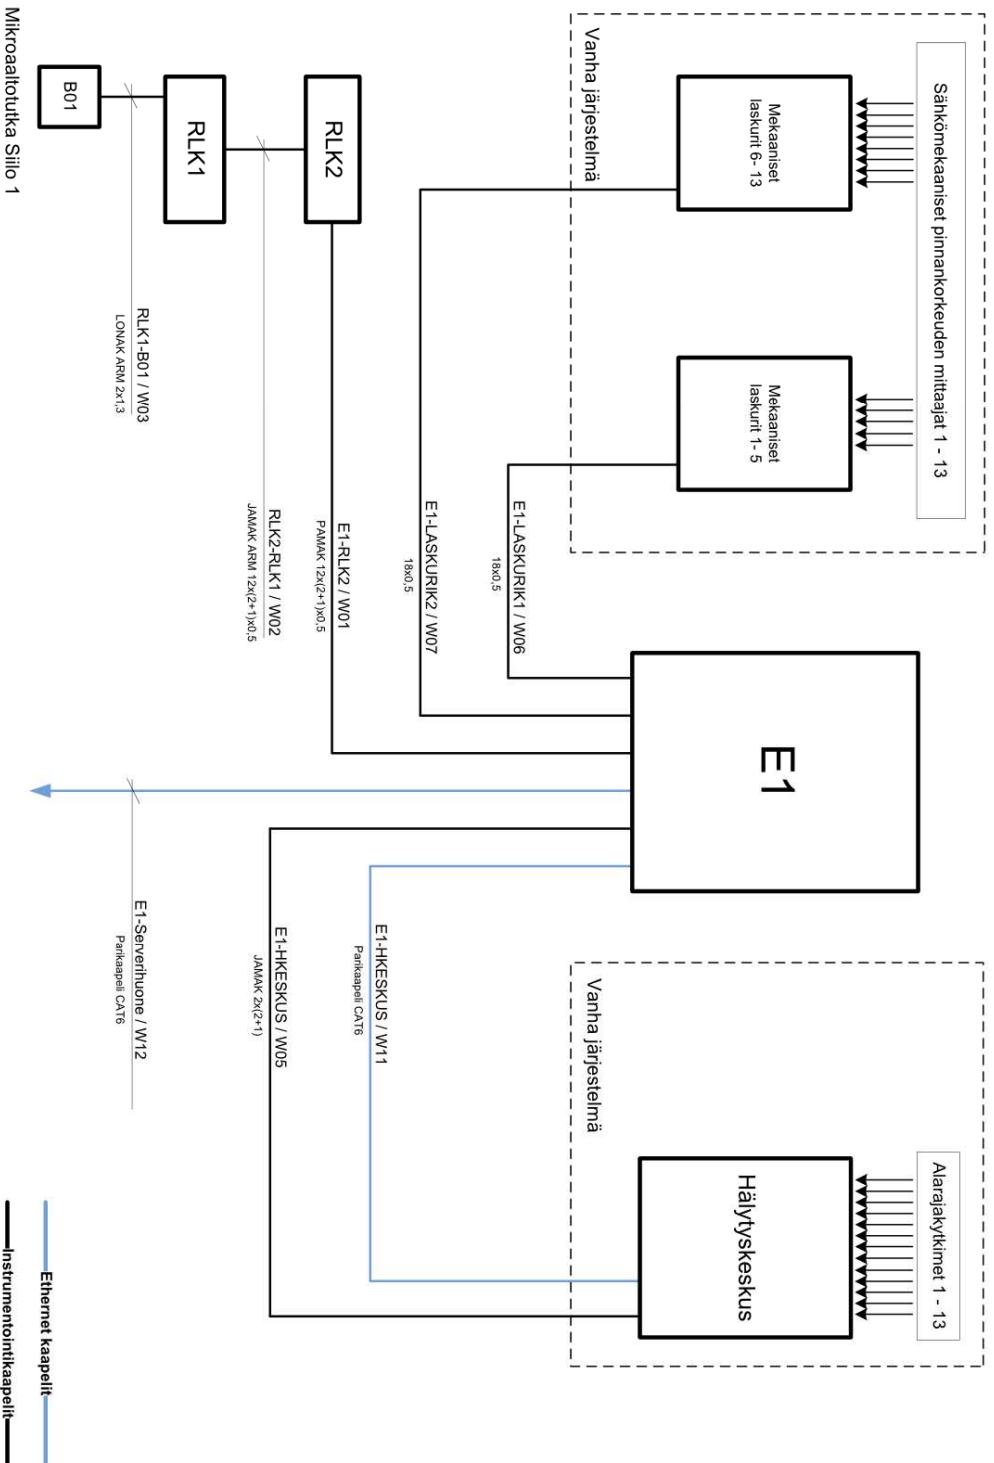 Sähkömekaaniset pinnankorkeuden mittaajat 1 - 13
Mekaaniset
laskurit 6- 13
Mekaaniset
laskurit 1- 5
Vanha järjestelmä
E1
Alarajakytkimet 1 - 13
Hälytyskeskus
Vanha järjestelmä
E1-LASKURIK1 / W06
18x0,5
E1-LASKURIK2 / W07
18x0,5
RLK2
E1-RLK2 / W01
PAMAK 12x(2+1)x0,5
RLK2-RLK1 / W02
JAMAK ARM 12x(2+1)x0,5
RLK1
RLK1-B01 / W03
LONAK ARM 2x1,3
B01
Mikroaaltotutka Siilo 1
E1-HKESKUS / W11
Parikaapeli CAT6
E1-HKESKUS / W05
JAMAK 2x(2+1)
E1-Serverihuone / W12
Parikaapeli CAT6
Ethernet kaapelit
Instrumentointikaapelit